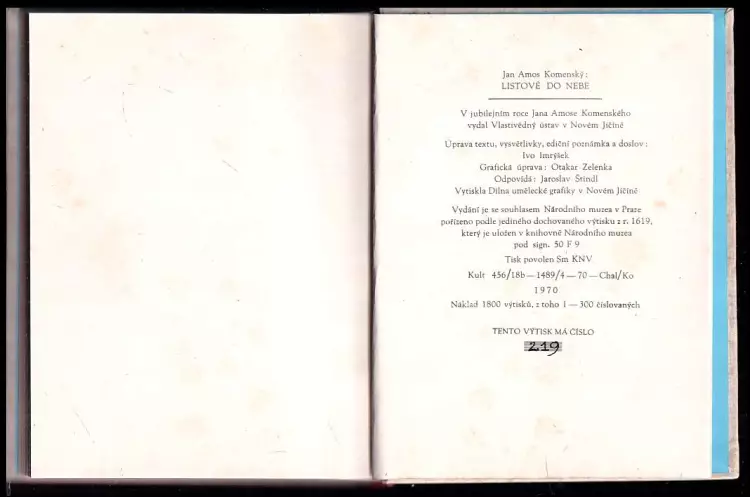 Jan Amos Komenský:
LISTOVÉ DO NEBE
V jubilejním roce Jana Amose Komenského
vydal Vlastivědný ústav v Novém Jičíně
Úprava textu, vysvětlivky, ediční poznámka a doslov:
Ivo Imrýšek
Grafická úprava: Otakar Zelenka
Odpovídá: Jaroslav Štindl
Vytiskla Dílna umělecké grafiky v Novém Jičíně
Vydání je se souhlasem Národního muzea v Praze
pořízeno podle jediného dochovaného výtisku z r. 1619,
který je uložen v knihovně Národního muzea
pod sign. 50 F 9
Tisk povolen Sm KNV
Kult 456/18b—1489/4—70—Chal/Ko
1970
Náklad 1800 výtisků, z toho 1—300 číslovaných
TENTO VÝTISK MÁ ČÍSLO
219